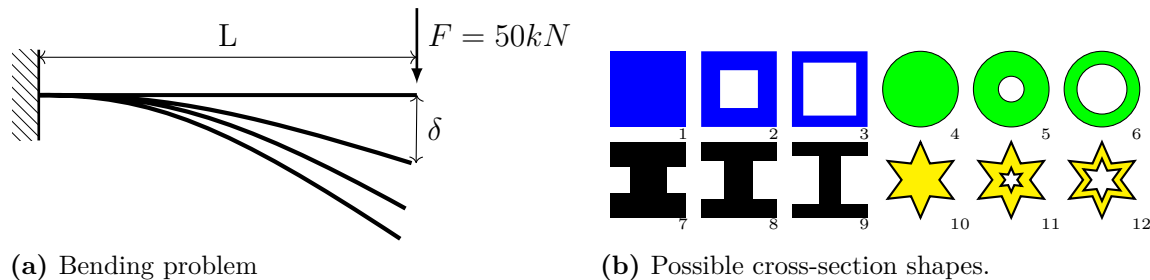 L
F = 50kN
δ
1 2 3 4 5 6
7 8 9 10 11 12
(a) Bending problem
(b) Possible cross-section shapes.